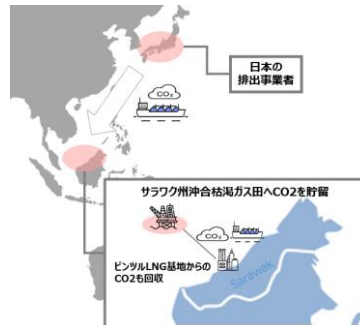 日本の
排出事業者
CO₂
サラワク州沖合枯渇ガス田へCO2を貯留
CO₂
ビンツルLNG基地からの
CO2も回収
Sarawak